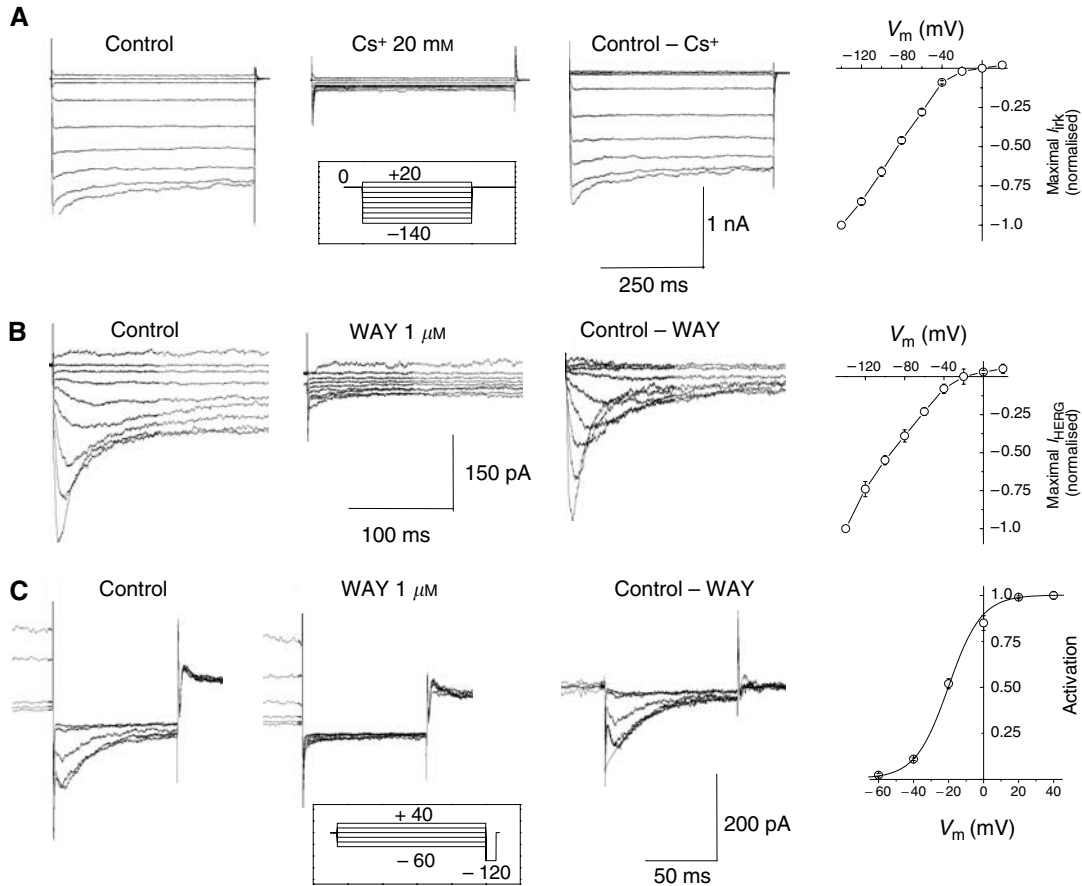 A
Control
Cs⁺ 20 mM
Control – Cs⁺
Vm (mV)
−120 −80 −40
−0.25
−0.50
−0.75
−1.0
Maximal Iirk
(normalised)
0
+20
−140
1 nA
250 ms
B
Control
WAY 1 μM
Control – WAY
Vm (mV)
−120 −80 −40 0 40
−0.25
−0.50
−0.75
−1.0
Maximal IHERG
(normalised)
150 pA
100 ms
C
Control
WAY 1 μM
Control – WAY
1.0
0.75
0.50
0.25
Activation
−60 −40 −20 0 20 40
Vm (mV)
+ 40
− 60
− 120
200 pA
50 ms